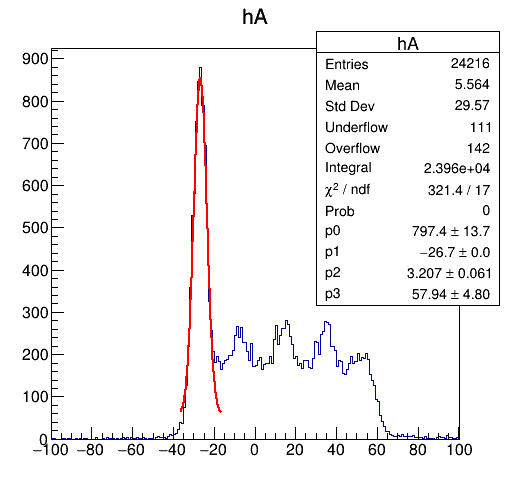 hA
hA
Entries 24216
Mean 5.564
Std Dev 29.57
Underflow 111
Overflow 142
Integral 2.396e+04
χ² / ndf 321.4 / 17
Prob 0
p0 797.4 ± 13.7
p1 −26.7 ± 0.0
p2 3.207 ± 0.061
p3 57.94 ± 4.80
900
800
700
600
500
400
300
200
100
0
−100 −80 −60 −40 −20 0 20 40 60 80 100